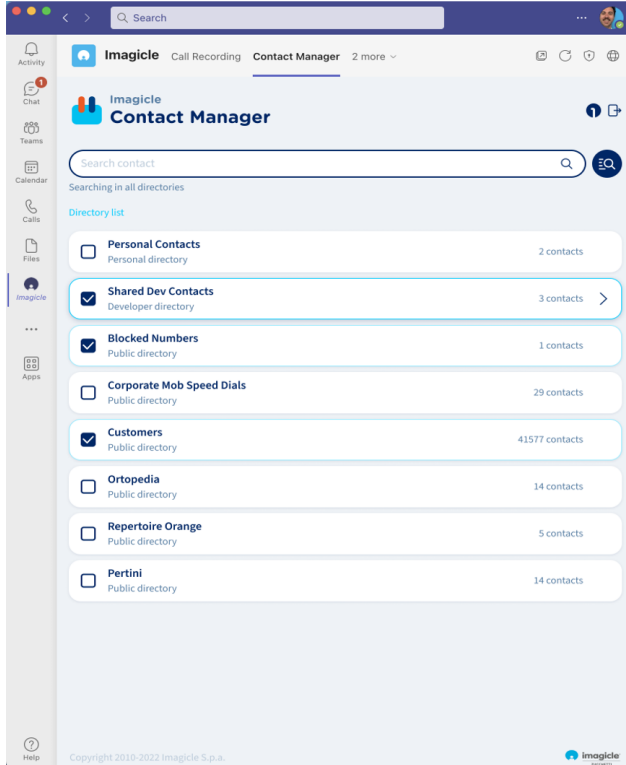 Search
Activity
1
Chat
Teams
Calendar
Calls
Files
Imagicle
Apps
Help
Imagicle Call Recording Contact Manager 2 more
Imagicle
Contact Manager
1
Search contact
Searching in all directories
Directory list
Personal Contacts
Personal directory
2 contacts
Shared Dev Contacts
Developer directory
3 contacts
Blocked Numbers
Public directory
1 contacts
Corporate Mob Speed Dials
Public directory
29 contacts
Customers
Public directory
41577 contacts
Ortopedia
Public directory
14 contacts
Repertoire Orange
Public directory
5 contacts
Pertini
Public directory
14 contacts
Copyright 2010-2022 Imagicle S.p.a.
imagicle